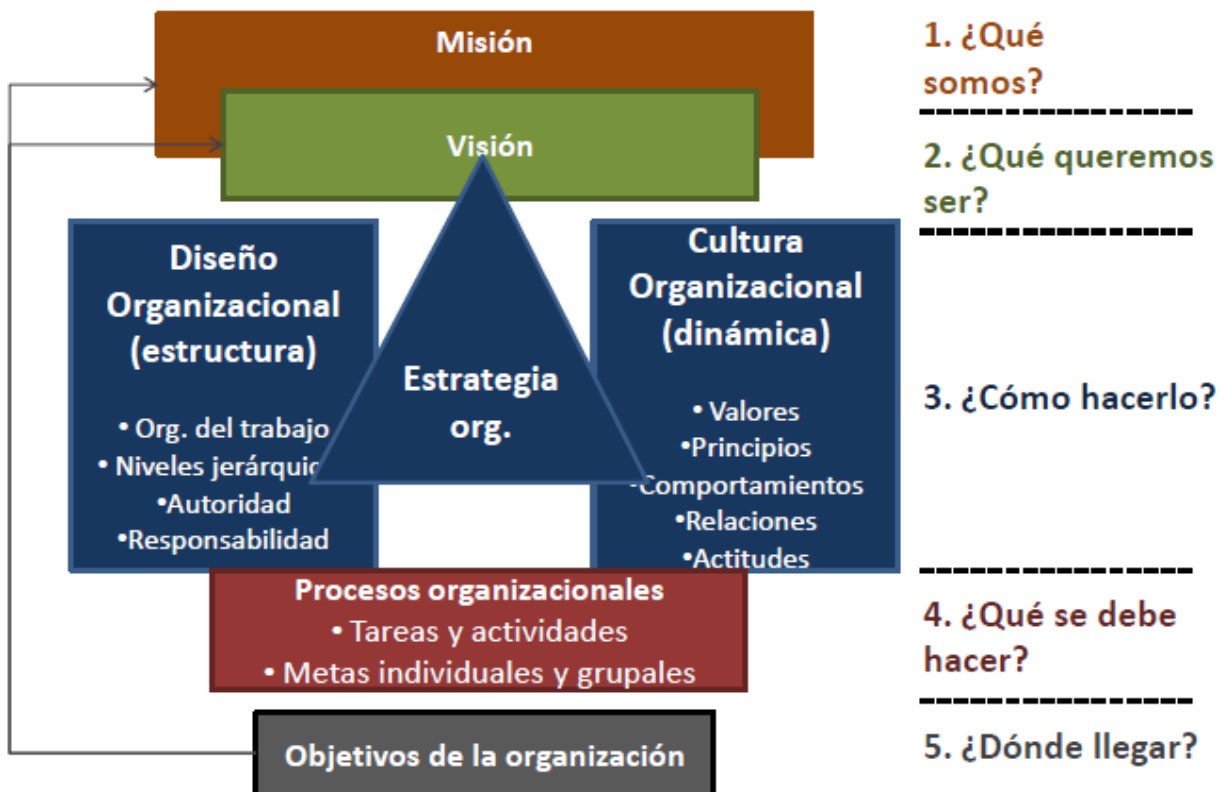 Misión
1. ¿Qué
somos?
Visión
2. ¿Qué queremos
ser?
Diseño
Organizacional
(estructura)
• Org. del trabajo
• Niveles jerárquic
•Autoridad
•Responsabilidad
Estrategia
org.
Cultura
Organizacional
(dinámica)
• Valores
•Principios
•Comportamientos
•Relaciones
•Actitudes
3. ¿Cómo hacerlo?
Procesos organizacionales
• Tareas y actividades
• Metas individuales y grupales
4. ¿Qué se debe
hacer?
Objetivos de la organización
5. ¿Dónde llegar?